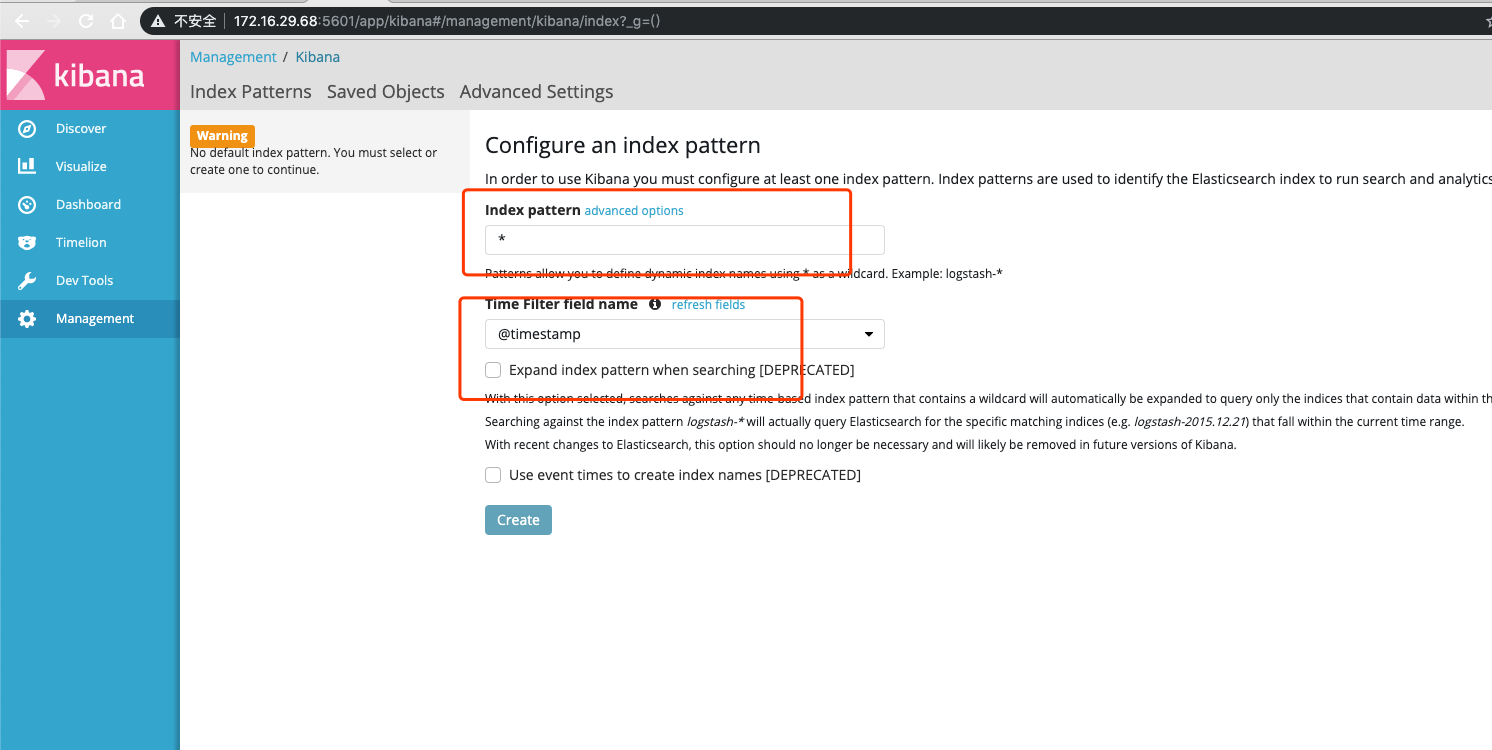 不安全 172.16.29.68:5601/app/kibana#/management/kibana/index?_g=()
kibana
Discover
Visualize
Dashboard
Timelion
Dev Tools
Management
Management / Kibana
Index Patterns Saved Objects Advanced Settings
Warning
No default index pattern. You must select or
create one to continue.
Configure an index pattern
In order to use Kibana you must configure at least one index pattern. Index patterns are used to identify the Elasticsearch index to run search and analytics
Index pattern advanced options
*
Patterns allow you to define dynamic index names using * as a wildcard. Example: logstash-*
Time Filter field name refresh fields
@timestamp
Expand index pattern when searching [DEPRECATED]
With this option selected, searches against any time-based index pattern that contains a wildcard will automatically be expanded to query only the indices that contain data within th
Searching against the index pattern logstash-* will actually query Elasticsearch for the specific matching indices (e.g. logstash-2015.12.21) that fall within the current time range.
With recent changes to Elasticsearch, this option should no longer be necessary and will likely be removed in future versions of Kibana.
Use event times to create index names [DEPRECATED]
Create